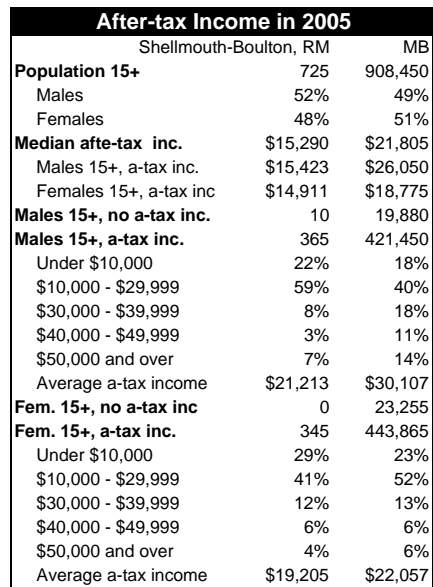 After-tax Income in 2005
Shellmouth-Boulton, RM MB
Population 15+ 725 908,450
Males 52% 49%
Females 48% 51%
Median afte-tax inc. $15,290 $21,805
Males 15+, a-tax inc. $15,423 $26,050
Females 15+, a-tax inc $14,911 $18,775
Males 15+, no a-tax inc. 10 19,880
Males 15+, a-tax inc. 365 421,450
Under $10,000 22% 18%
$10,000 - $29,999 59% 40%
$30,000 - $39,999 8% 18%
$40,000 - $49,999 3% 11%
$50,000 and over 7% 14%
Average a-tax income $21,213 $30,107
Fem. 15+, no a-tax inc 0 23,255
Fem. 15+, a-tax inc. 345 443,865
Under $10,000 29% 23%
$10,000 - $29,999 41% 52%
$30,000 - $39,999 12% 13%
$40,000 - $49,999 6% 6%
$50,000 and over 4% 6%
Average a-tax income $19,205 $22,057